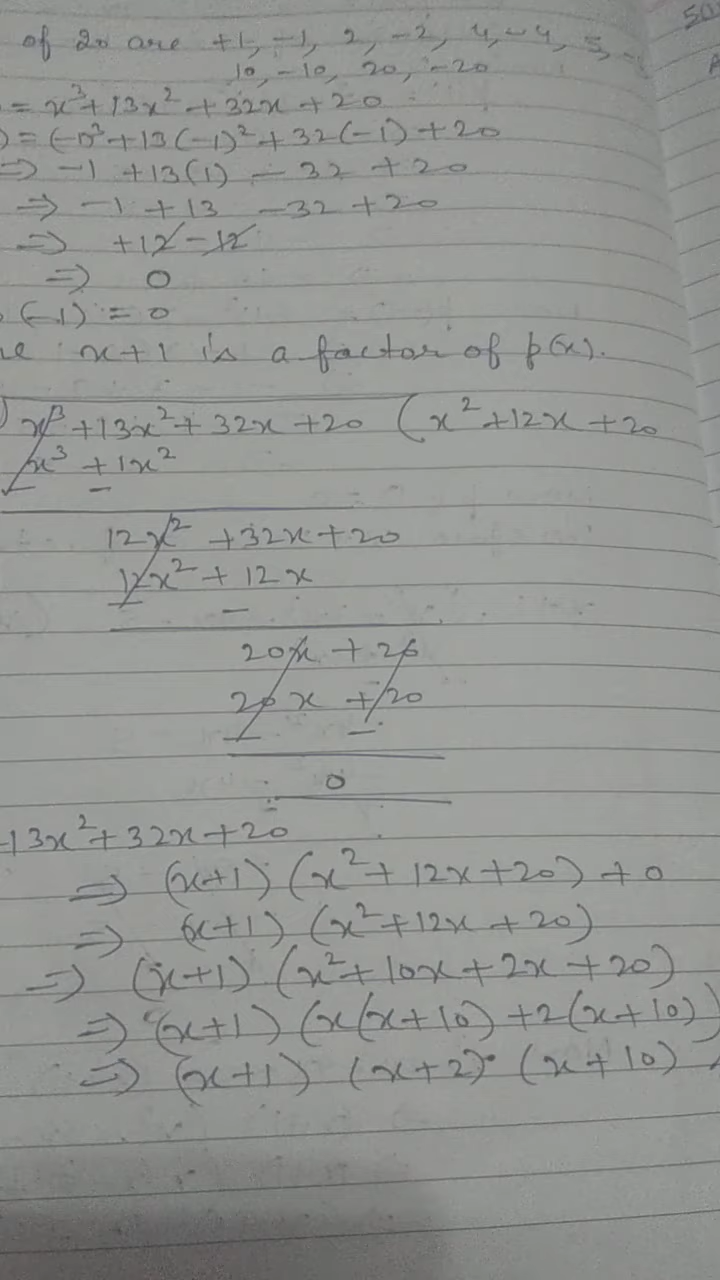 of 20 are +1, -1, 2, -2, 4, -4, 5, -
10, -10, 20, -20
= x³ + 13x² + 32x + 20
) = (-1)³ + 13(-1)² + 32(-1) + 20
⇒ -1 + 13(1) - 32 + 20
⇒ -1 + 13 - 32 + 20
⇒ +12 - 12
⇒ 0
(-1) = 0
x+1 is a factor of p(x).
) x³ + 13x² + 32x + 20 ( x² + 12x + 20
x³ + 1x²
- -
12x² + 32x + 20
12x² + 12x
- -
20x + 20
20x + 20
- -
0
13x² + 32x + 20
⇒ (x+1) (x² + 12x + 20) + 0
⇒ (x+1) (x² + 12x + 20)
⇒ (x+1) (x² + 10x + 2x + 20)
⇒ (x+1) (x(x+10) + 2(x+10)
⇒ (x+1) (x+2) (x+10)